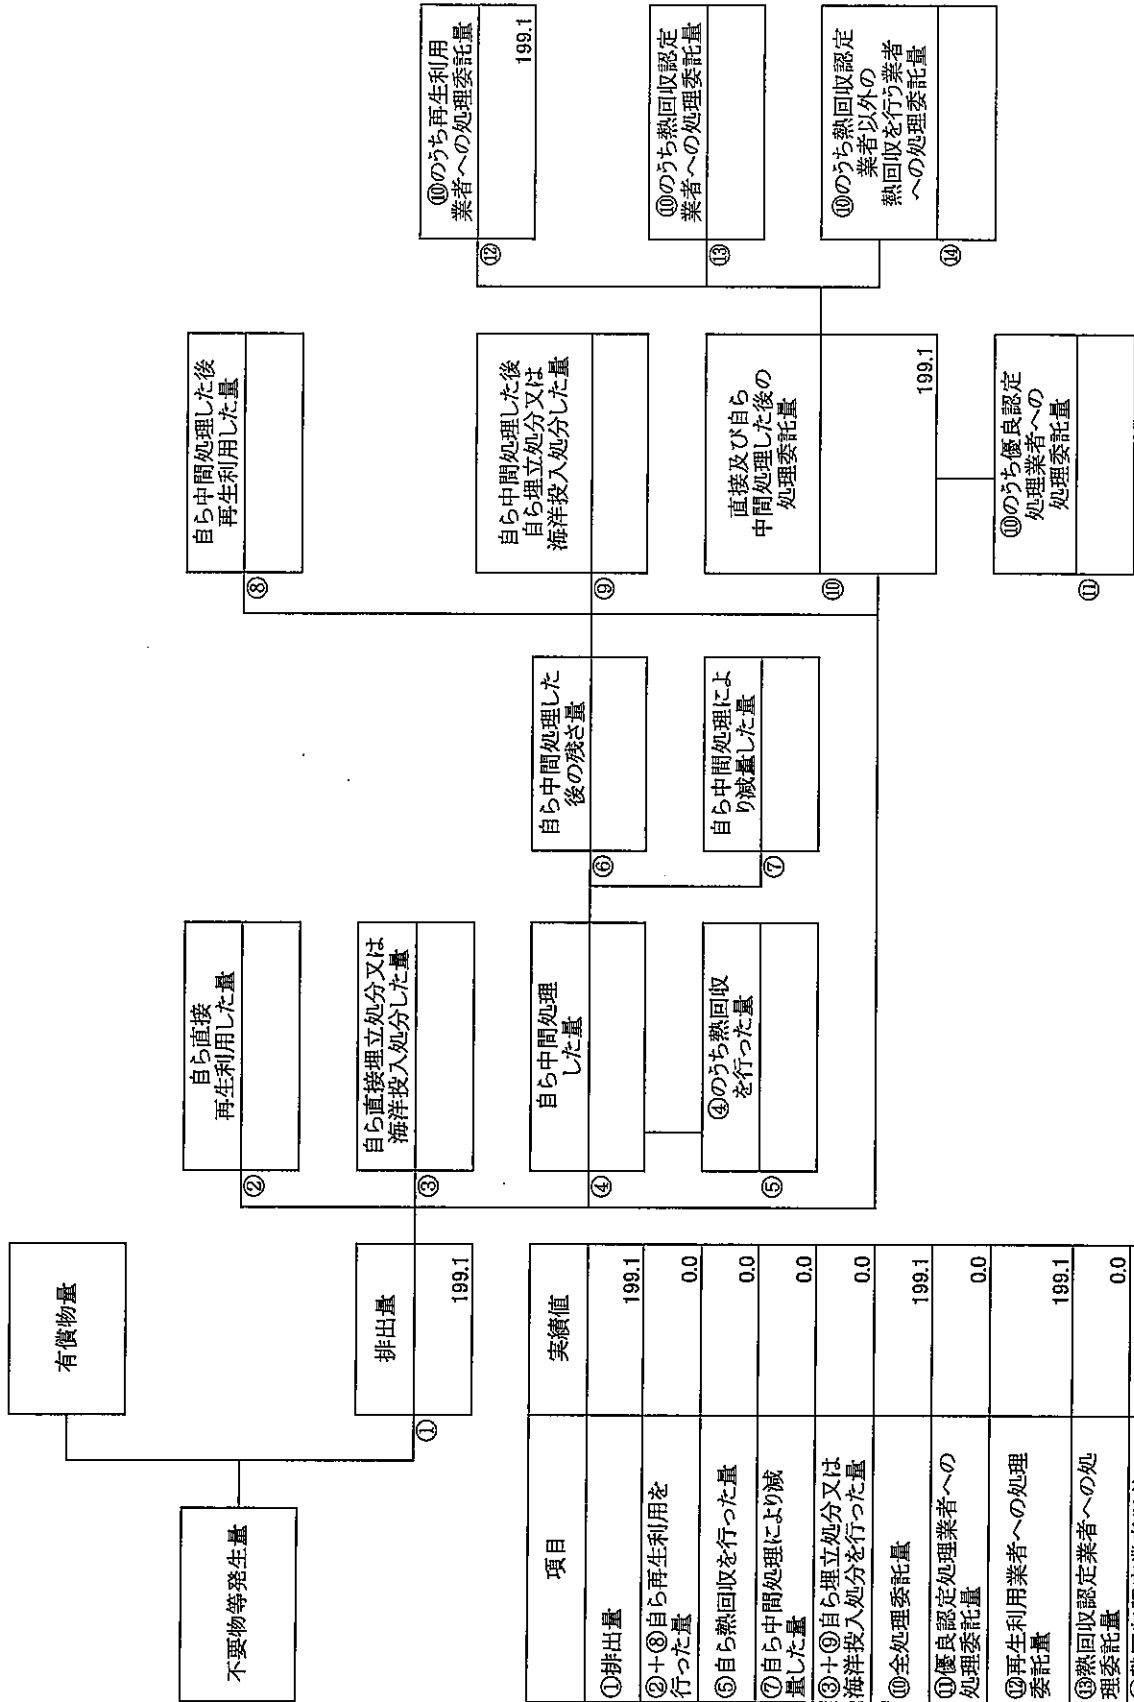 不要物等発生量
有償物量
①
排出量
199.1
②
自ら直接
再生利用した量
③
自ら直接埋立処分又は
海洋投入処分した量
④
自ら中間処理
した量
⑤
④のうち熱回収
を行った量
⑥
自ら中間処理した
後の残さ量
⑦
自ら中間処理によ
り減量した量
⑧
自ら中間処理した後
再生利用した量
⑨
自ら中間処理した後
自ら埋立処分又は
海洋投入処分した量
⑩
直接及び自ら
中間処理した後の
処理委託量
199.1
⑪
⑩のうち優良認定
処理業者への
処理委託量
⑫
⑩のうち再生利用
業者への処理委託量
199.1
⑬
⑩のうち熱回収認定
業者への処理委託量
⑭
⑩のうち熱回収認定
業者以外の
熱回収を行う業者
への処理委託量
項目 実績値
①排出量 199.1
②+⑧自ら再生利用を
行った量 0.0
⑤自ら熱回収を行った量 0.0
⑦自ら中間処理により減
量した量 0.0
③+⑨自ら埋立処分又は
海洋投入処分を行った量 0.0
⑩全処理委託量 199.1
⑪優良認定処理業者への
処理委託量 0.0
⑫再生利用業者への処理
委託量 199.1
⑬熱回収認定業者への処
理委託量 0.0